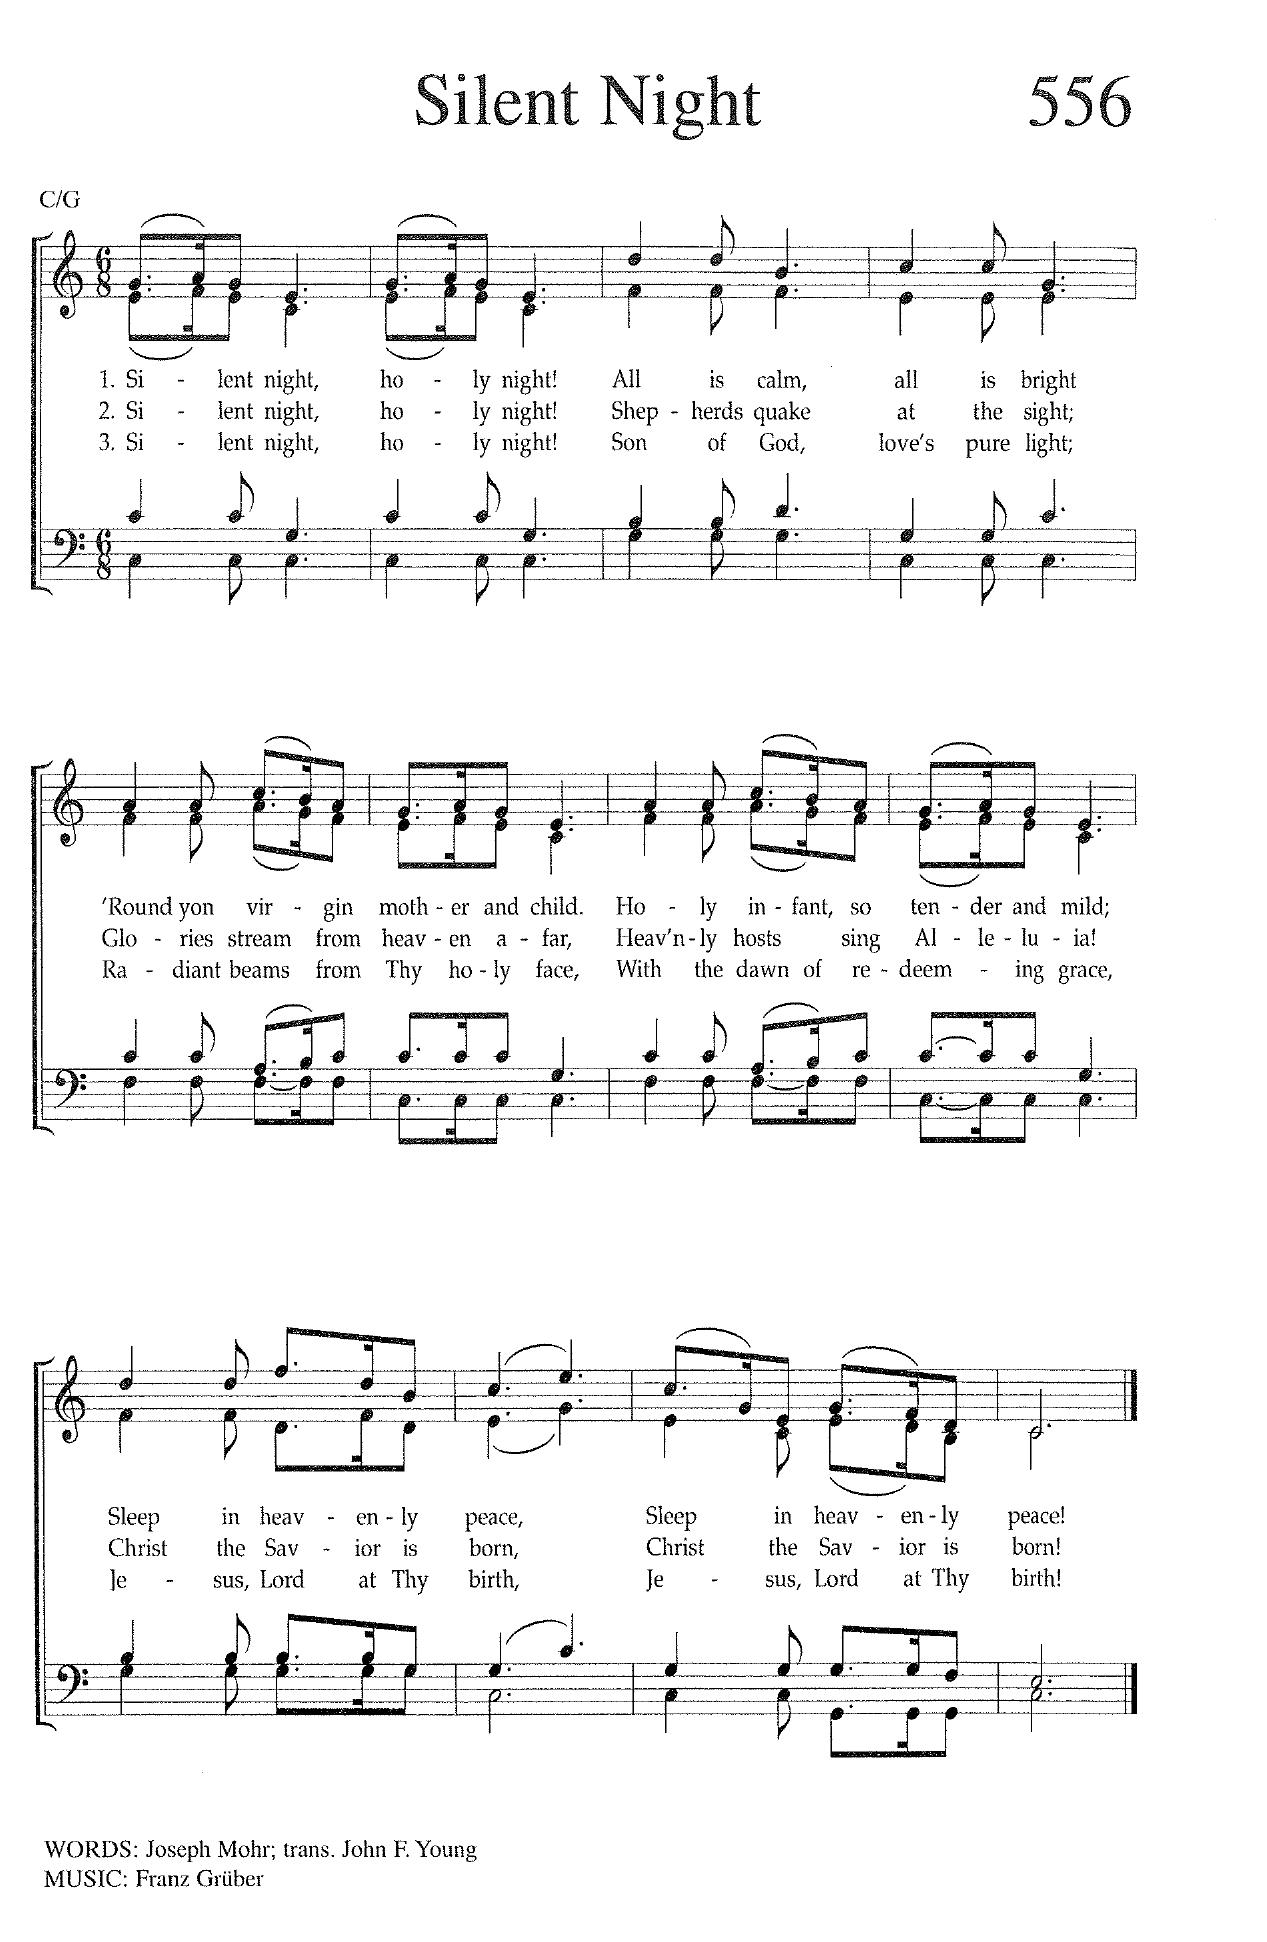 Silent Night 556
C/G
1. Si - lent night, ho - ly night! All is calm, all is bright
2. Si - lent night, ho - ly night! Shep - herds quake at the sight;
3. Si - lent night, ho - ly night! Son of God, love's pure light;
'Round yon vir - gin moth - er and child. Ho - ly in - fant, so ten - der and mild;
Glo - ries stream from heav - en a - far, Heav'n - ly hosts sing Al - le - lu - ia!
Ra - diant beams from Thy ho - ly face, With the dawn of re - deem - ing grace,
Sleep in heav - en - ly peace, Sleep in heav - en - ly peace!
Christ the Sav - ior is born, Christ the Sav - ior is born!
Je - sus, Lord at Thy birth, Je - sus, Lord at Thy birth!
WORDS: Joseph Mohr; trans. John F. Young
MUSIC: Franz Grüber